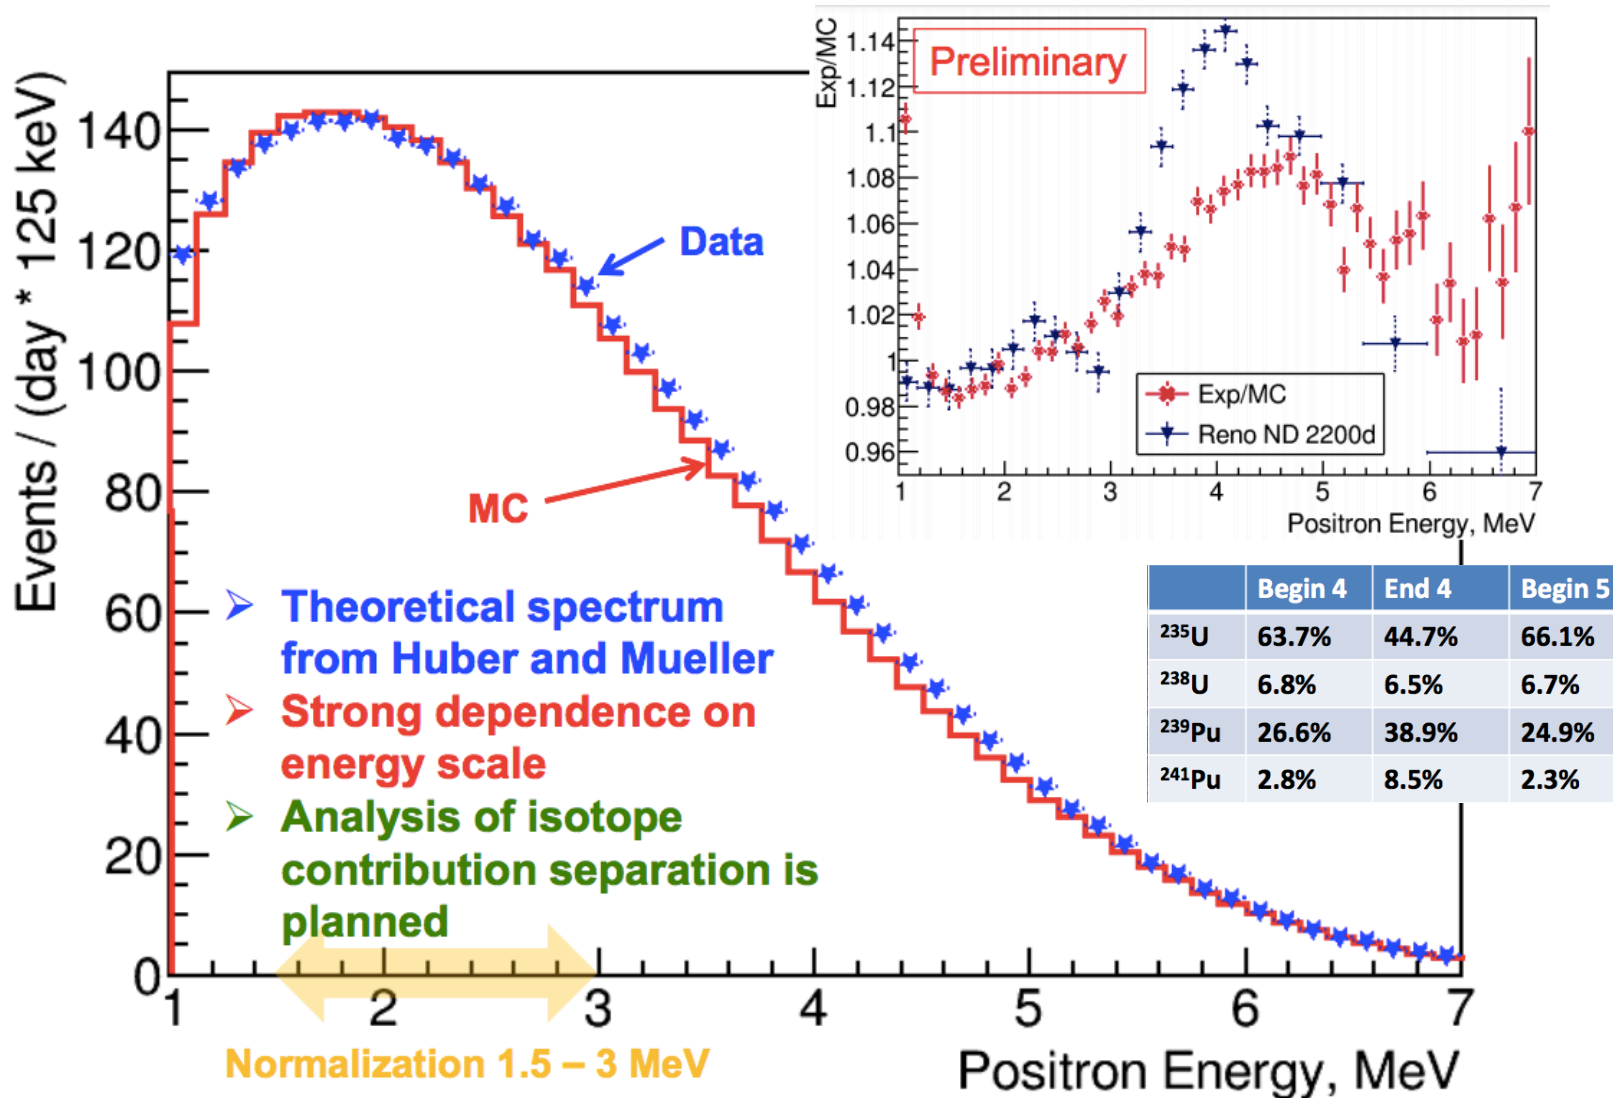 Events / (day * 125 keV)
140
120
100
80
60
40
20
0
1 2 3 4 5 6 7
Positron Energy, MeV
Data
MC
➢ Theoretical spectrum
from Huber and Mueller
➢ Strong dependence on
energy scale
➢ Analysis of isotope
contribution separation is
planned
Normalization 1.5 – 3 MeV
Exp/MC
Preliminary
1.14
1.12
1.1
1.08
1.06
1.04
1.02
1
0.98
0.96
Exp/MC
Reno ND 2200d
1 2 3 4 5 6 7
Positron Energy, MeV
Begin 4 End 4 Begin 5
²³⁵U 63.7% 44.7% 66.1%
²³⁸U 6.8% 6.5% 6.7%
²³⁹Pu 26.6% 38.9% 24.9%
²⁴¹Pu 2.8% 8.5% 2.3%